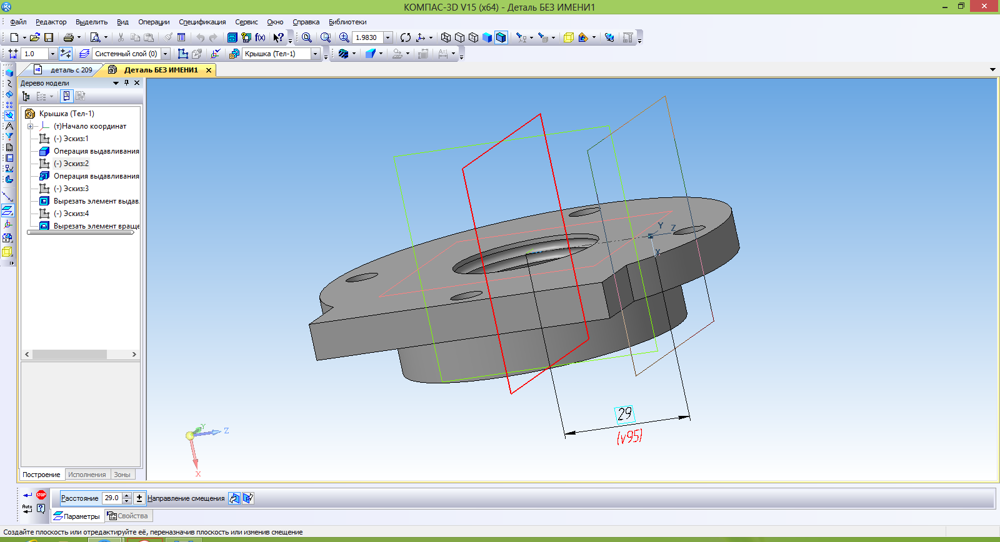 КОМПАС-3D V15 (x64) - Деталь БЕЗ ИМЕНИ1
Файл Редактор Выделить Вид Операции Спецификация Сервис Окно Справка Библиотеки
f(x) 1.9830
1.0 Системный слой (0) Крышка (Тел-1)
деталь с 209 Деталь БЕЗ ИМЕНИ1
Дерево модели
Крышка (Тел-1)
(т)Начало координат
(-) Эскиз:1
Операция выдавливания
(-) Эскиз:2
Операция выдавливания
(-) Эскиз:3
Вырезать элемент выдав.
(-) Эскиз:4
Вырезать элемент враще
Y
Z
X
29
(v95)
Y
Z
X
Построение Исполнения Зоны
STOP Расстояние 29.0 Направление смещения
Auto
Параметры Свойства
Создайте плоскость или отредактируйте её, переназначив плоскость или изменив смещение